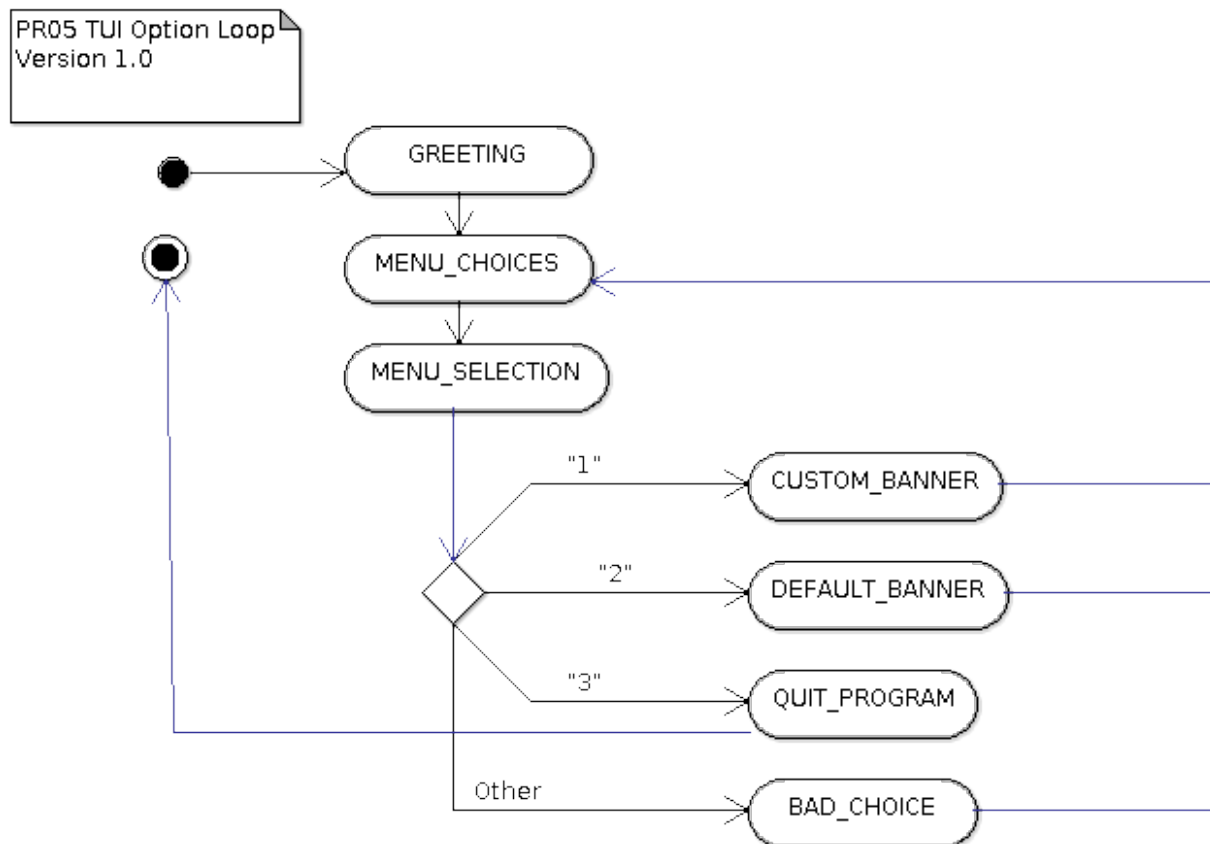 PR05 TUI Option Loop
Version 1.0
GREETING
MENU_CHOICES
MENU_SELECTION
"1"
CUSTOM_BANNER
"2"
DEFAULT_BANNER
"3"
QUIT_PROGRAM
Other
BAD_CHOICE